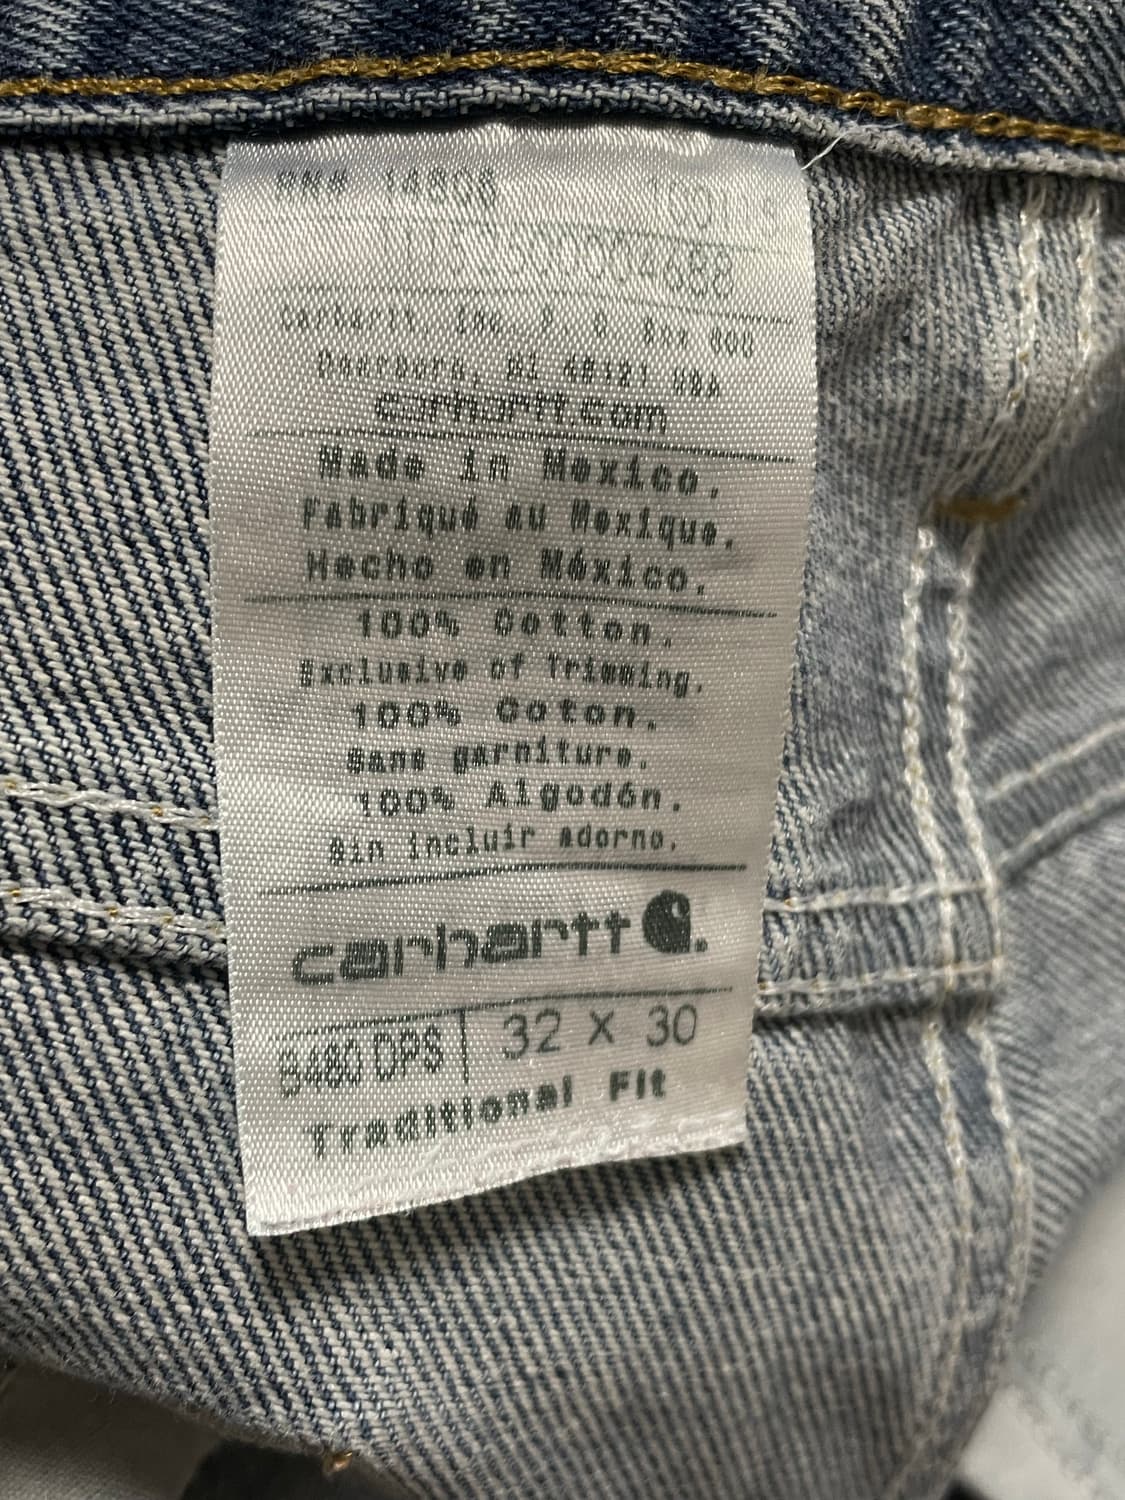 RN# 14806
Carhartt, Inc. P. O. Box 600
Dearborn, MI 48121 USA
carhartt.com
Made in Mexico.
Fabriqué au Mexique.
Hecho en México.
100% Cotton.
Exclusive of Trimming.
100% Coton.
Sans garniture.
100% Algodón.
Sin incluir adorno.
carhartt
B480 DPS | 32 X 30
Traditional Fit